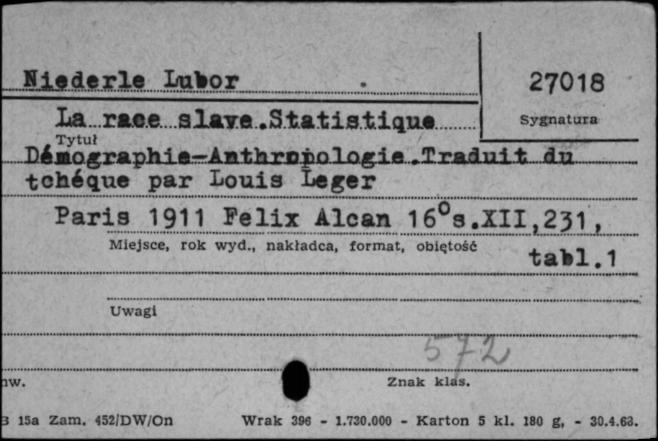 Niederle Lubor
27018
Sygnatura
La race slave.Statistique
Tytuł
Démographie-Anthropologie.Traduit du
tchéque par Louis Leger
Paris 1911 Felix Alcan 16°s.XII,231,
Miejsce, rok wyd., nakładca, format, objętość
tabl.1
Uwagi
572
nw.
Znak klas.
B 15a Zam. 452/DW/On Wrak 396 - 1.730.000 - Karton 5 kl. 180 g, - 30.4.63.